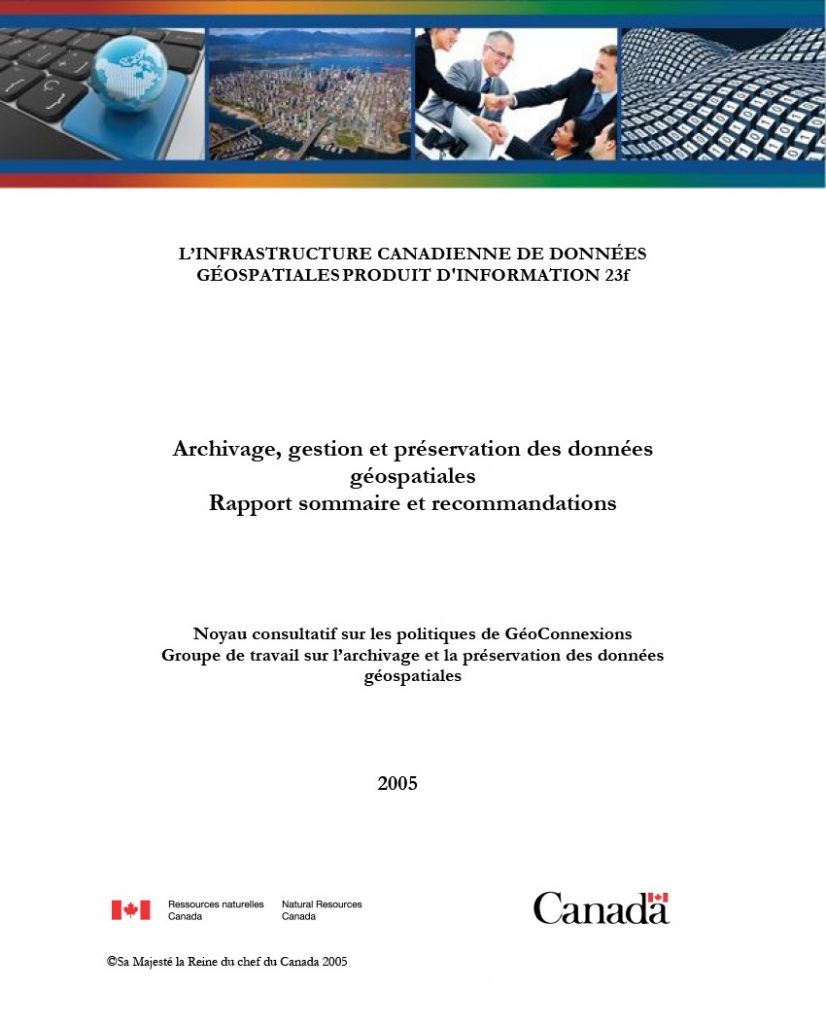 L’INFRASTRUCTURE CANADIENNE DE DONNÉES
GÉOSPATIALES PRODUIT D'INFORMATION 23f
Archivage, gestion et préservation des données
géospatiales
Rapport sommaire et recommandations
Noyau consultatif sur les politiques de GéoConnexions
Groupe de travail sur l’archivage et la préservation des données
géospatiales
2005
Ressources naturelles
Canada
Natural Resources
Canada
Canada
©Sa Majesté la Reine du chef du Canada 2005